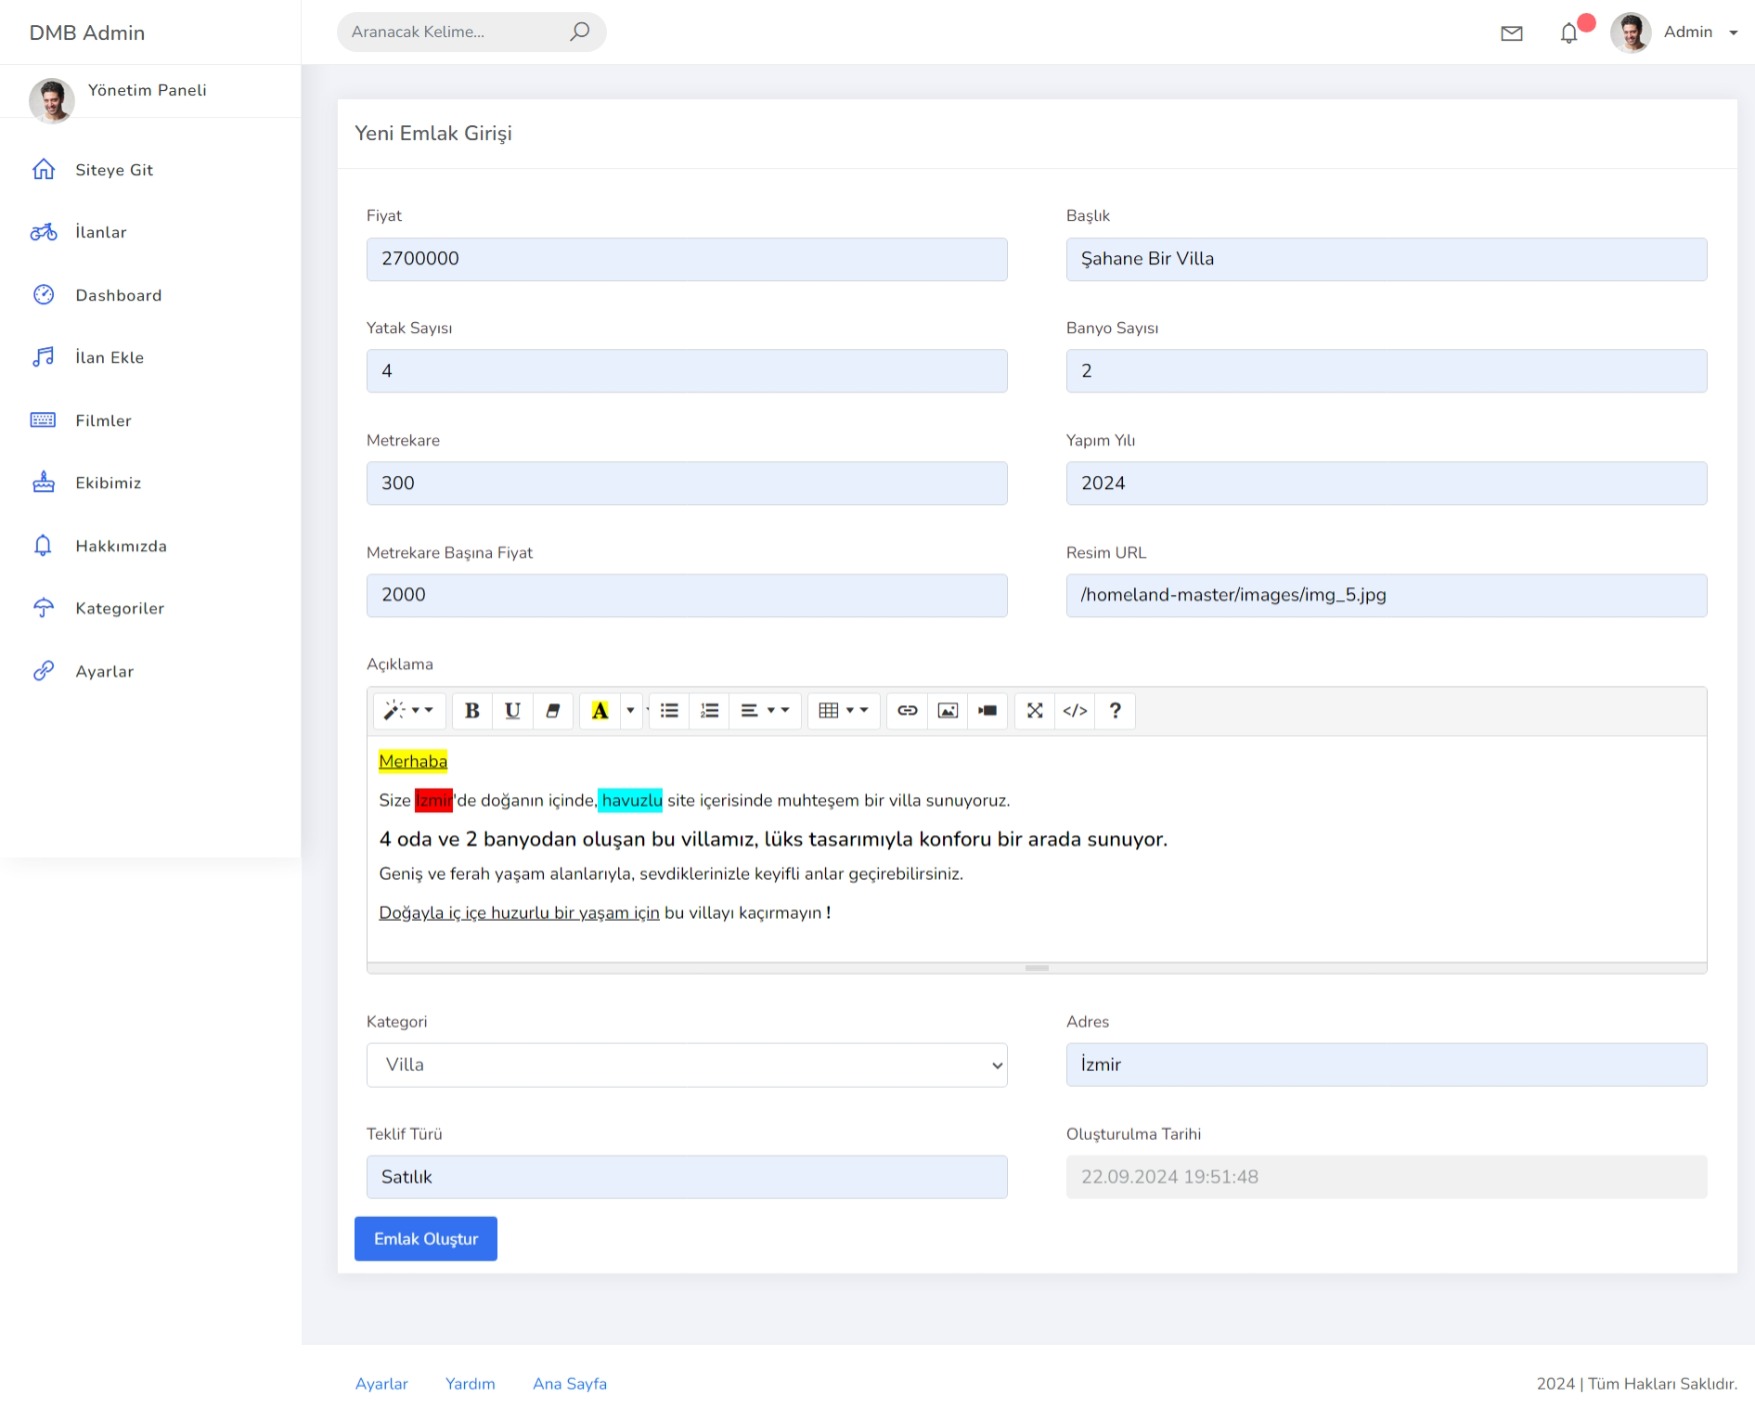 DMB Admin
Aranacak Kelime...
Admin
Yönetim Paneli
Siteye Git
İlanlar
Dashboard
İlan Ekle
Filmler
Ekibimiz
Hakkımızda
Kategoriler
Ayarlar
Yeni Emlak Girişi
Fiyat
2700000
Başlık
Şahane Bir Villa
Yatak Sayısı
4
Banyo Sayısı
2
Metrekare
300
Yapım Yılı
2024
Metrekare Başına Fiyat
2000
Resim URL
/homeland-master/images/img_5.jpg
Açıklama
B U A </> ?
Merhaba
Size İzmir'de doğanın içinde, havuzlu site içerisinde muhteşem bir villa sunuyoruz.
4 oda ve 2 banyodan oluşan bu villamız, lüks tasarımıyla konforu bir arada sunuyor.
Geniş ve ferah yaşam alanlarıyla, sevdiklerinizle keyifli anlar geçirebilirsiniz.
Doğayla iç içe huzurlu bir yaşam için bu villayı kaçırmayın !
Kategori
Villa
Adres
İzmir
Teklif Türü
Satılık
Oluşturulma Tarihi
22.09.2024 19:51:48
Emlak Oluştur
Ayarlar Yardım Ana Sayfa
2024 | Tüm Hakları Saklıdır.